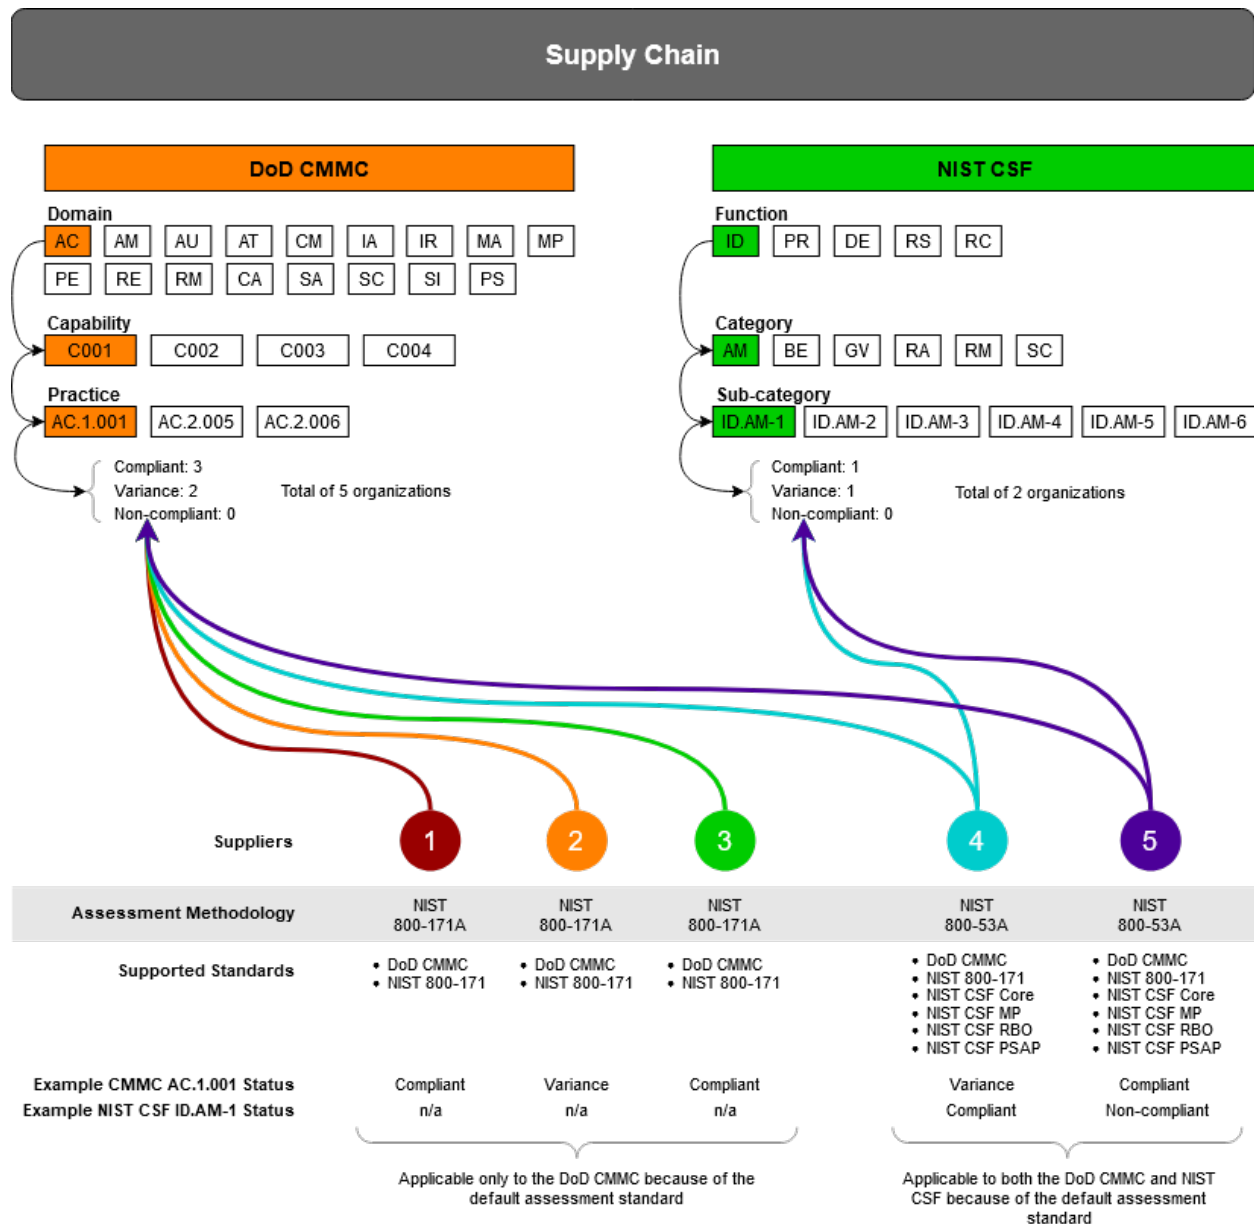 Supply Chain
DoD CMMC
Domain
AC AM AU AT CM IA IR MA MP
PE RE RM CA SA SC SI PS
Capability
C001 C002 C003 C004
Practice
AC.1.001 AC.2.005 AC.2.006
Compliant: 3
Variance: 2
Non-compliant: 0
Total of 5 organizations
NIST CSF
Function
ID PR DE RS RC
Category
AM BE GV RA RM SC
Sub-category
ID.AM-1 ID.AM-2 ID.AM-3 ID.AM-4 ID.AM-5 ID.AM-6
Compliant: 1
Variance: 1
Non-compliant: 0
Total of 2 organizations
Suppliers 1 2 3 4 5
Assessment Methodology
NIST
800-171A
NIST
800-171A
NIST
800-171A
NIST
800-53A
NIST
800-53A
Supported Standards
• DoD CMMC
• NIST 800-171
• DoD CMMC
• NIST 800-171
• DoD CMMC
• NIST 800-171
• DoD CMMC
• NIST 800-171
• NIST CSF Core
• NIST CSF MP
• NIST CSF RBO
• NIST CSF PSAP
• DoD CMMC
• NIST 800-171
• NIST CSF Core
• NIST CSF MP
• NIST CSF RBO
• NIST CSF PSAP
Example CMMC AC.1.001 Status Compliant Variance Compliant Variance Compliant
Example NIST CSF ID.AM-1 Status n/a n/a n/a Compliant Non-compliant
Applicable only to the DoD CMMC because of the
default assessment standard
Applicable to both the DoD CMMC and NIST
CSF because of the default assessment
standard